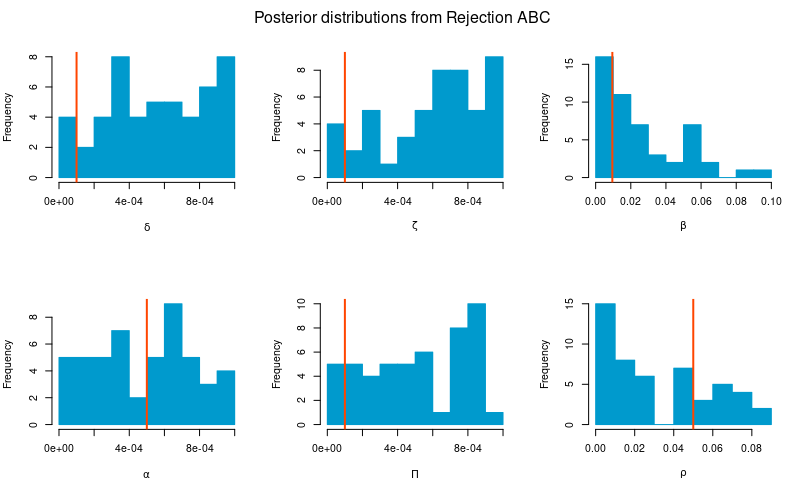 Posterior distributions from Rejection ABC
Frequency
0 2 4 6 8
0e+00 4e-04 8e-04
δ
Frequency
0 2 4 6 8
0e+00 4e-04 8e-04
ζ
Frequency
0 5 10 15
0.00 0.02 0.04 0.06 0.08 0.10
β
Frequency
0 2 4 6 8
0e+00 4e-04 8e-04
α
Frequency
0 2 4 6 8 10
0e+00 4e-04 8e-04
Π
Frequency
0 5 10 15
0.00 0.02 0.04 0.06 0.08
ρ